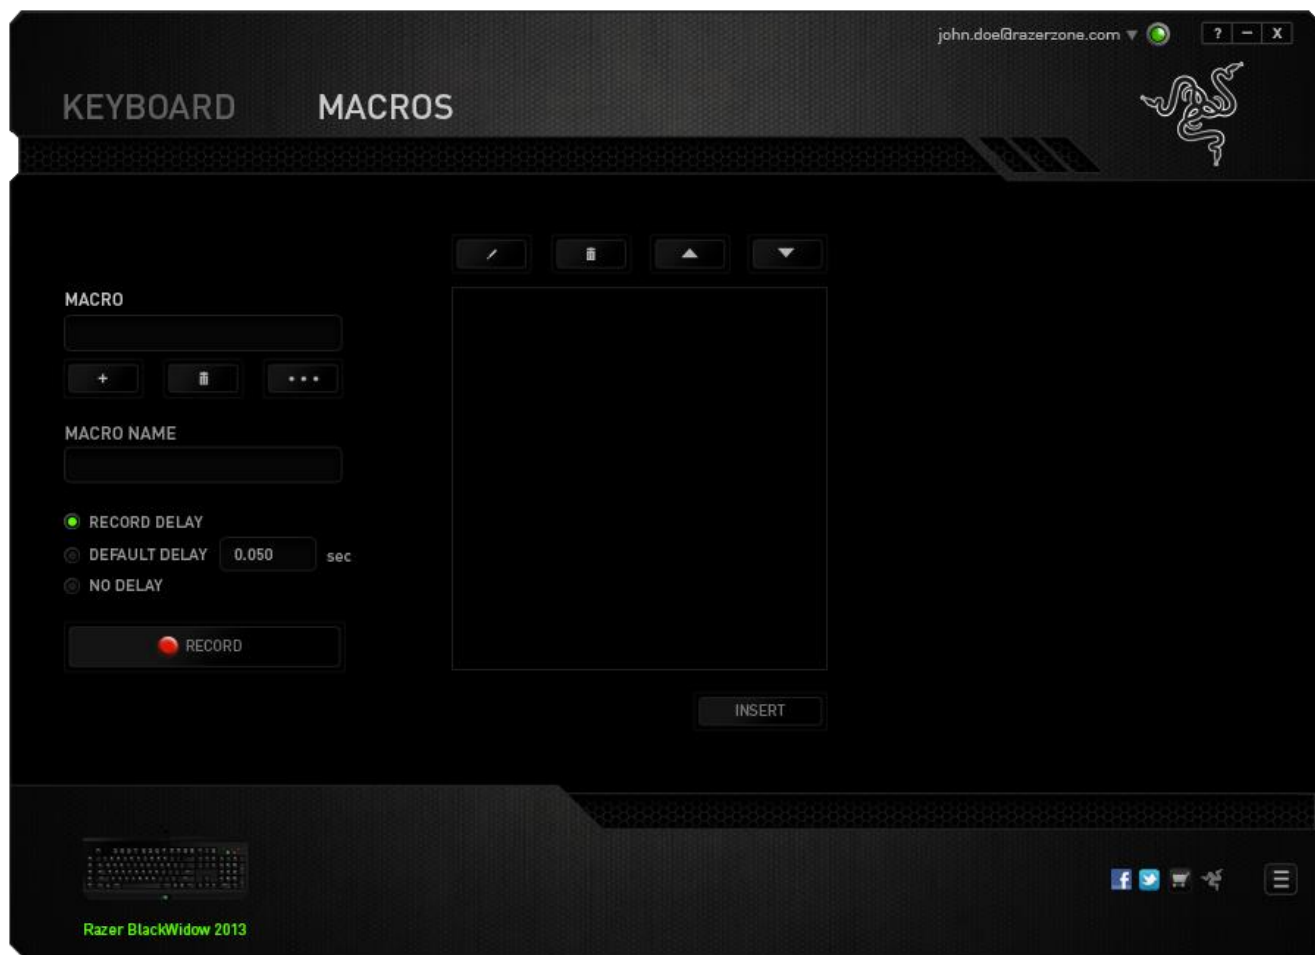 john.doe@razerzone.com
? – X
KEYBOARD MACROS
MACRO
+
MACRO NAME
RECORD DELAY
DEFAULT DELAY 0.050 sec
NO DELAY
RECORD
INSERT
Razer BlackWidow 2013